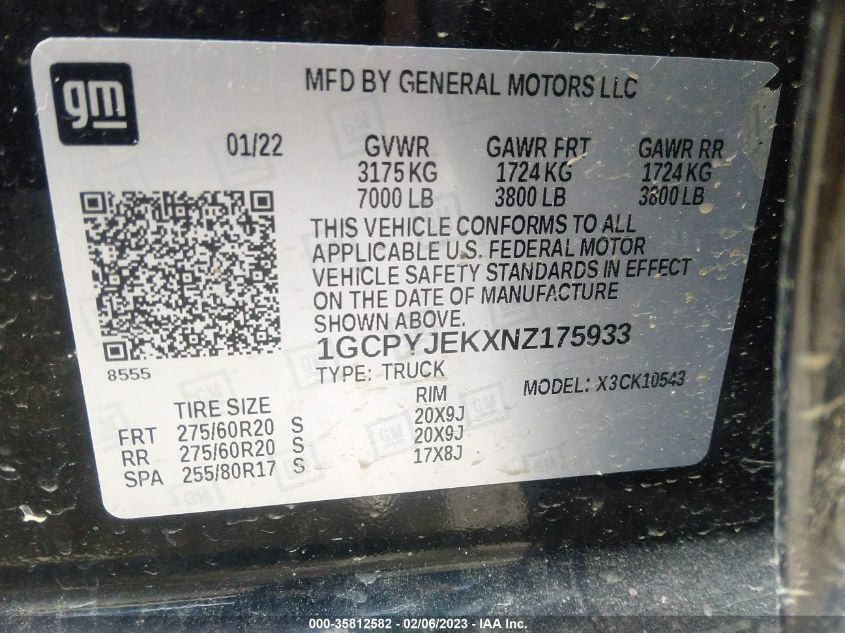 gm
MFD BY GENERAL MOTORS LLC
01/22 GVWR GAWR FRT GAWR RR
3175 KG 1724 KG 1724 KG
7000 LB 3800 LB 3800 LB
THIS VEHICLE CONFORMS TO ALL
APPLICABLE U.S. FEDERAL MOTOR
VEHICLE SAFETY STANDARDS IN EFFECT
ON THE DATE OF MANUFACTURE
SHOWN ABOVE.
1GCPYJEKXNZ175933
8555
TYPE: TRUCK MODEL: X3CK10543
TIRE SIZE RIM
FRT 275/60R20 S 20X9J
RR 275/60R20 S 20X9J
SPA 255/80R17 S 17X8J
000-35812582 - 02/06/2023 - © IAA Inc.